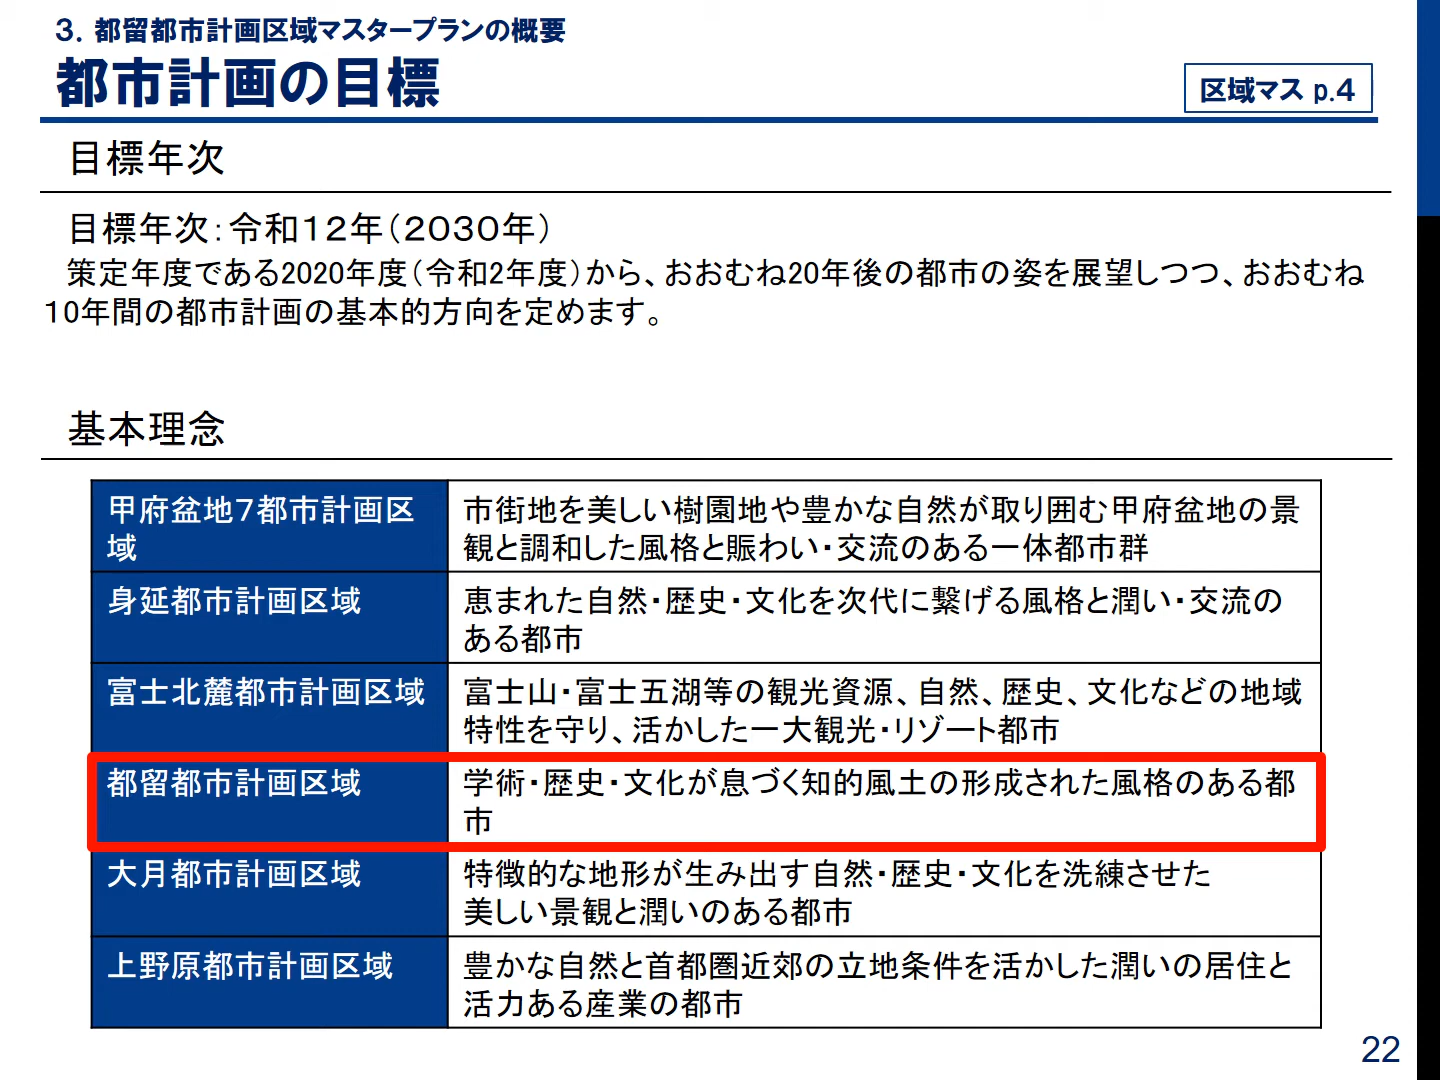 3. 都留都市計画区域マスタープランの概要
都市計画の目標
区域マス p.4
目標年次
目標年次：令和12年（2030年）
策定年度である2020年度（令和2年度）から、おおむね20年後の都市の姿を展望しつつ、おおむね
10年間の都市計画の基本的方向を定めます。
基本理念
甲府盆地7都市計画区
域
市街地を美しい樹園地や豊かな自然が取り囲む甲府盆地の景
観と調和した風格と賑わい・交流のある一体都市群
身延都市計画区域
恵まれた自然・歴史・文化を次代に繋げる風格と潤い・交流の
ある都市
富士北麓都市計画区域
富士山・富士五湖等の観光資源、自然、歴史、文化などの地域
特性を守り、活かした一大観光・リゾート都市
都留都市計画区域
学術・歴史・文化が息づく知的風土の形成された風格のある都
市
大月都市計画区域
特徴的な地形が生み出す自然・歴史・文化を洗練させた
美しい景観と潤いのある都市
上野原都市計画区域
豊かな自然と首都圏近郊の立地条件を活かした潤いの居住と
活力ある産業の都市
22